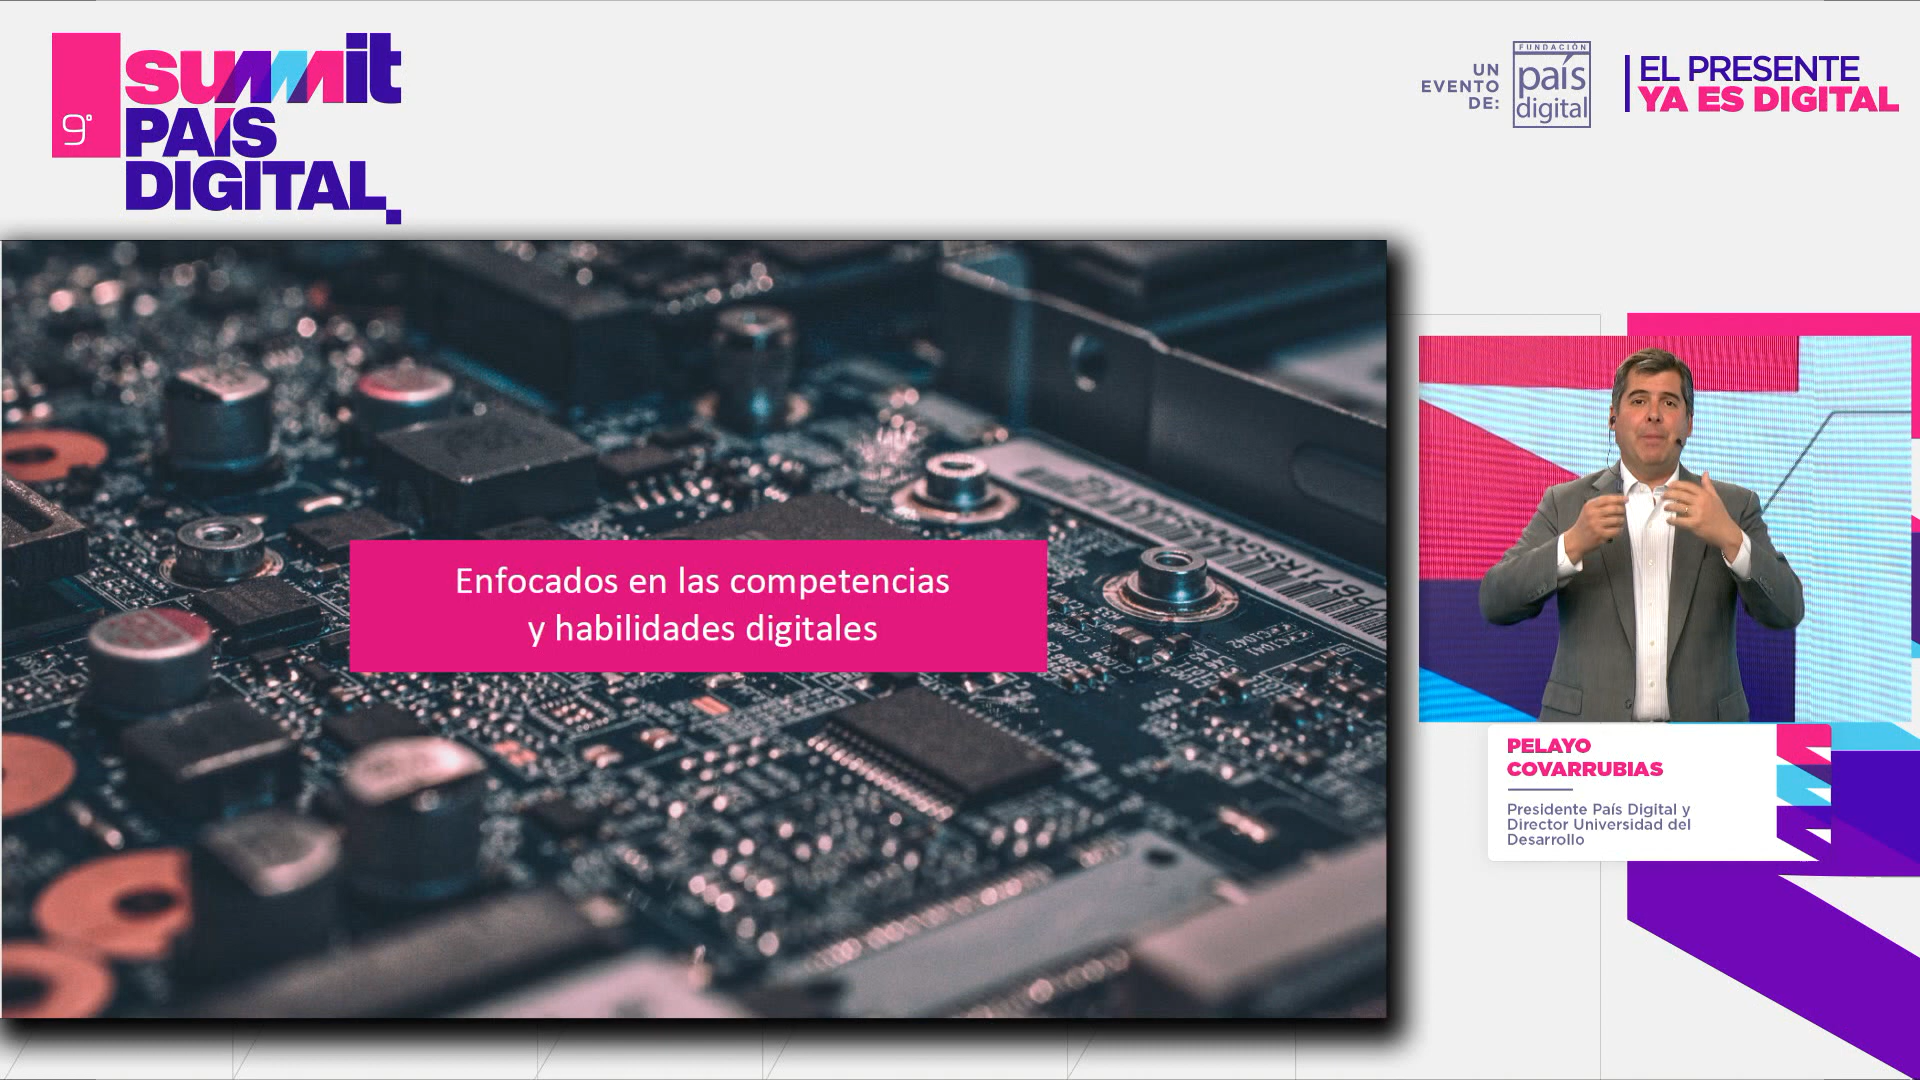 9°
summit
PAÍS
DIGITAL
UN
EVENTO
DE:
FUNDACIÓN
país
digital
EL PRESENTE
YA ES DIGITAL
Enfocados en las competencias
y habilidades digitales
PELAYO
COVARRUBIAS
Presidente País Digital y
Director Universidad del
Desarrollo